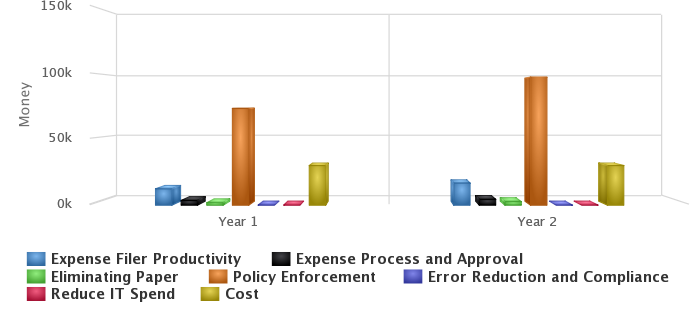 150k
100k
50k
0k
Money
Year 1
Year 2
Expense Filer Productivity
Expense Process and Approval
Eliminating Paper
Policy Enforcement
Error Reduction and Compliance
Reduce IT Spend
Cost